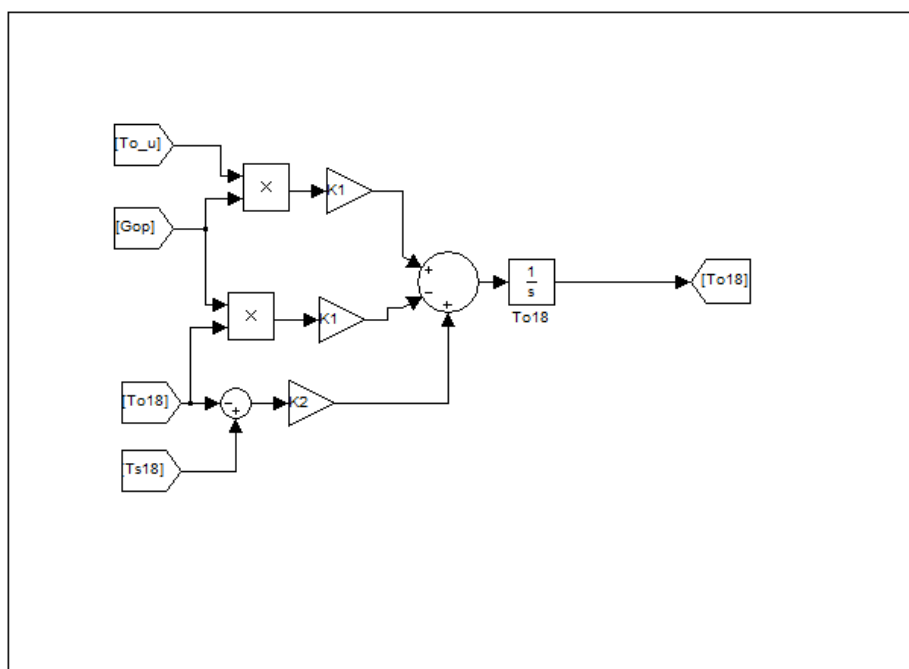 [To_u]
×
K1
[Gop]
+
−
+
1
s
To18
[To18]
×
K1
[To18]
−
+
K2
[Ts18]